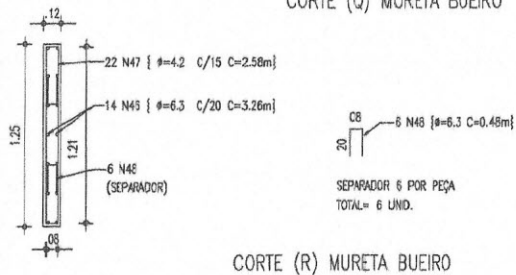 CORTE (Q) MURETA BUEIRO
12
22 N47 { ϕ=4.2 C/15 C=2.58m}
14 N46 { ϕ=6.3 C/20 C=3.26m}
1.25
1.21
6 N48
(SEPARADOR)
08
C8
6 N48 {ϕ=6.3 C=0.48m}
20
SEPARADOR 6 POR PEÇA
TOTAL= 6 UND.
CORTE (R) MURETA BUEIRO